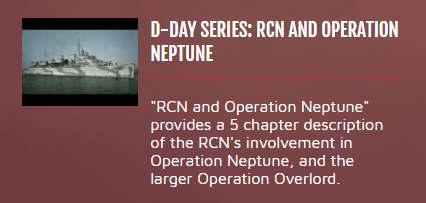 D-DAY SERIES: RCN AND OPERATION
NEPTUNE
"RCN and Operation Neptune"
provides a 5 chapter description
of the RCN's involvement in
Operation Neptune, and the
larger Operation Overlord.